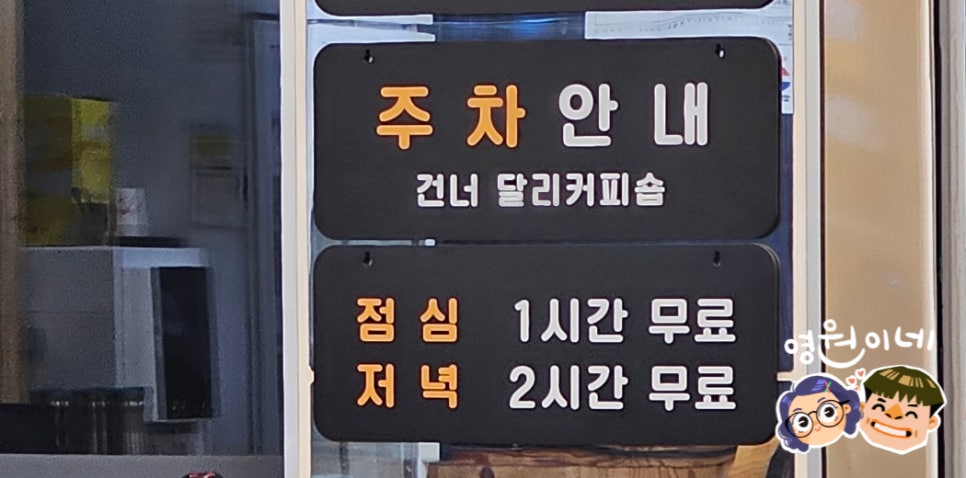 주차 안내
건너 달리커피숍
점심 1시간 무료
저녁 2시간 무료
영원이네